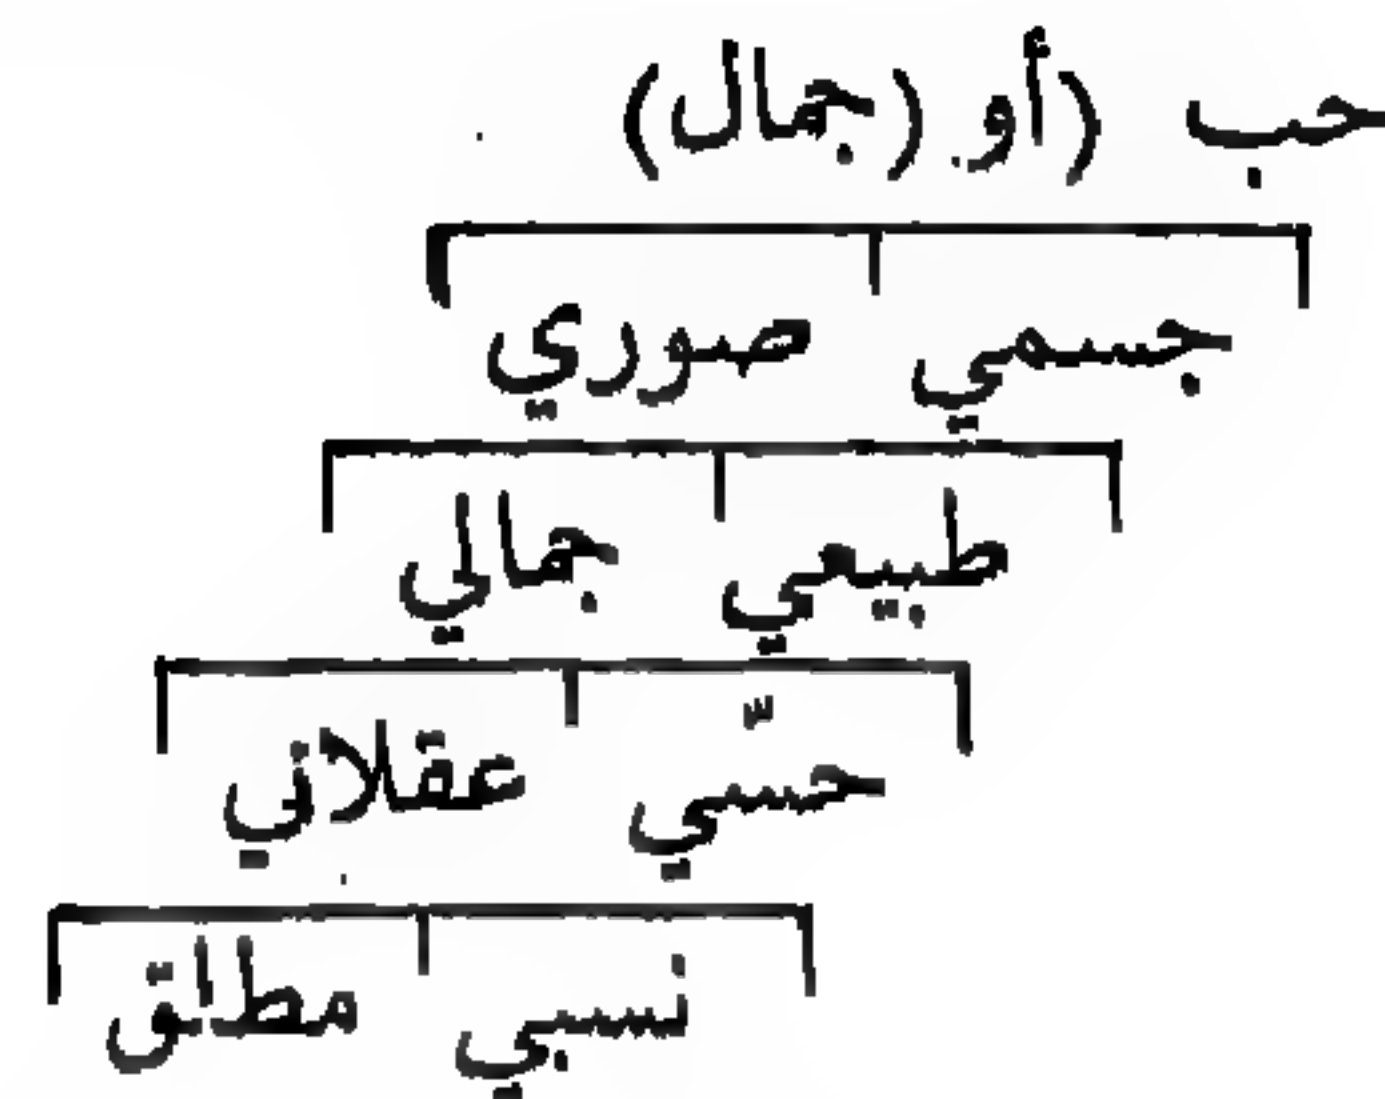 حب (أو (جمال)
جسمي صوري
طبيعي جمالي
حسّي عقلاني
نسبي مطلق